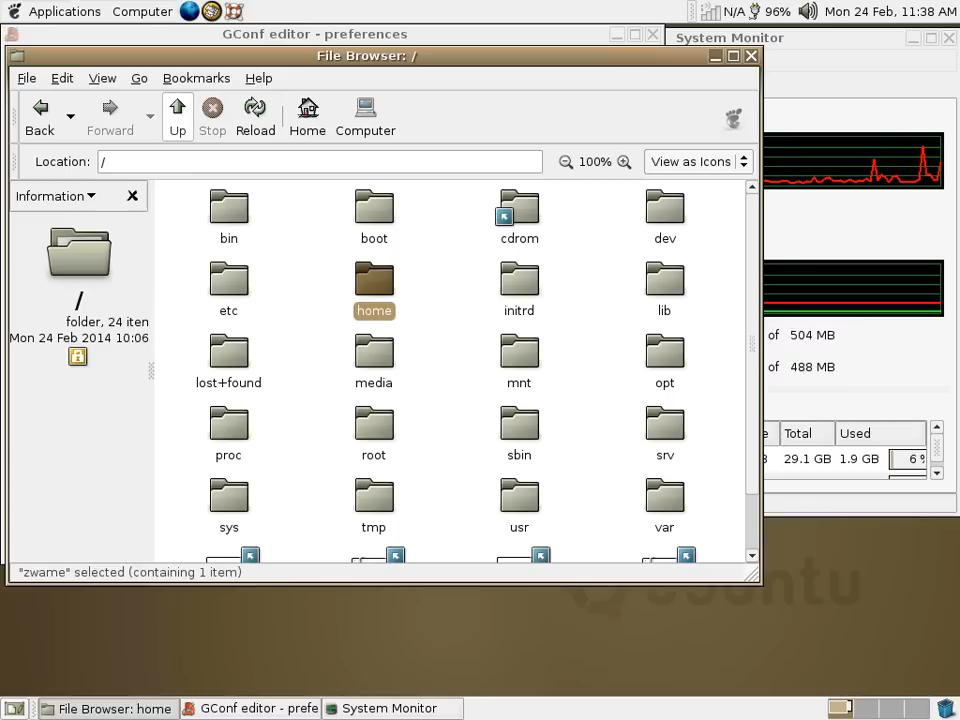 Applications Computer N/A 96% Mon 24 Feb, 11:38 AM
GConf editor - preferences
System Monitor
File Browser: /
File Edit View Go Bookmarks Help
Back Forward Up Stop Reload Home Computer
Location: / 100% View as Icons
Information
/
folder, 24 iten
Mon 24 Feb 2014 10:06
bin boot cdrom dev
etc home initrd lib
lost+found media mnt opt
proc root sbin srv
sys tmp usr var
"zwame" selected (containing 1 item)
of 504 MB
of 488 MB
e Total Used
B 29.1 GB 1.9 GB 6 %
ubuntu
File Browser: home GConf editor - prefe System Monitor